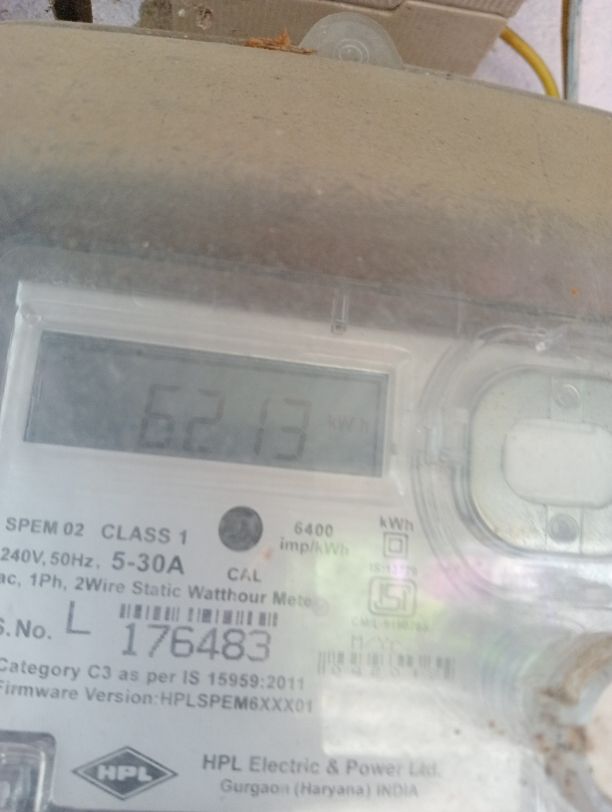 6213 kWh
SPEM 02 CLASS 1
6400
imp/kWh
kWh
240V, 50Hz, 5-30A
CAL
ac, 1Ph, 2Wire Static Watthour Mete
S.No. L 176483
ISI
Category C3 as per IS 15959:2011
Firmware Version:HPLSPEM6XXX01
HPL
HPL Electric & Power Ltd.
Gurgaon (Haryana) INDIA